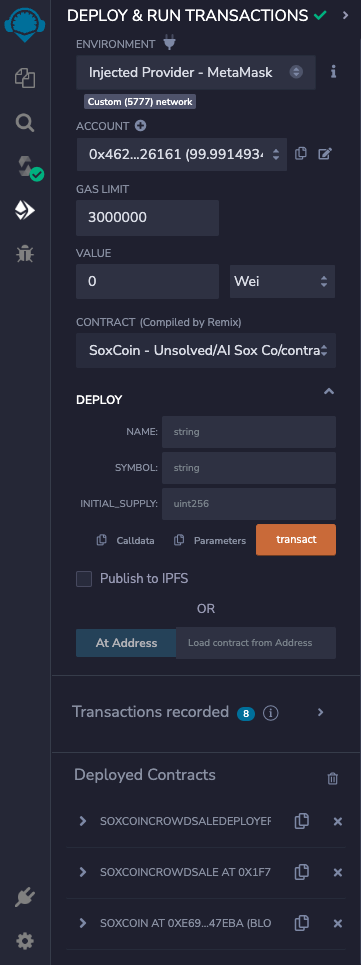 DEPLOY & RUN TRANSACTIONS
ENVIRONMENT
Injected Provider - MetaMask
Custom (5777) network
ACCOUNT
0x462...26161 (99.9914934
GAS LIMIT
3000000
VALUE
0 Wei
CONTRACT (Compiled by Remix)
SoxCoin - Unsolved/AI Sox Co/contra
DEPLOY
NAME: string
SYMBOL: string
INITIAL_SUPPLY: uint256
Calldata Parameters transact
Publish to IPFS
OR
At Address Load contract from Address
Transactions recorded 8
Deployed Contracts
SOXCOINCROWDSALEDEPLOYER
SOXCOINCROWDSALE AT 0X1F7
SOXCOIN AT 0XE69...47EBA (BLO